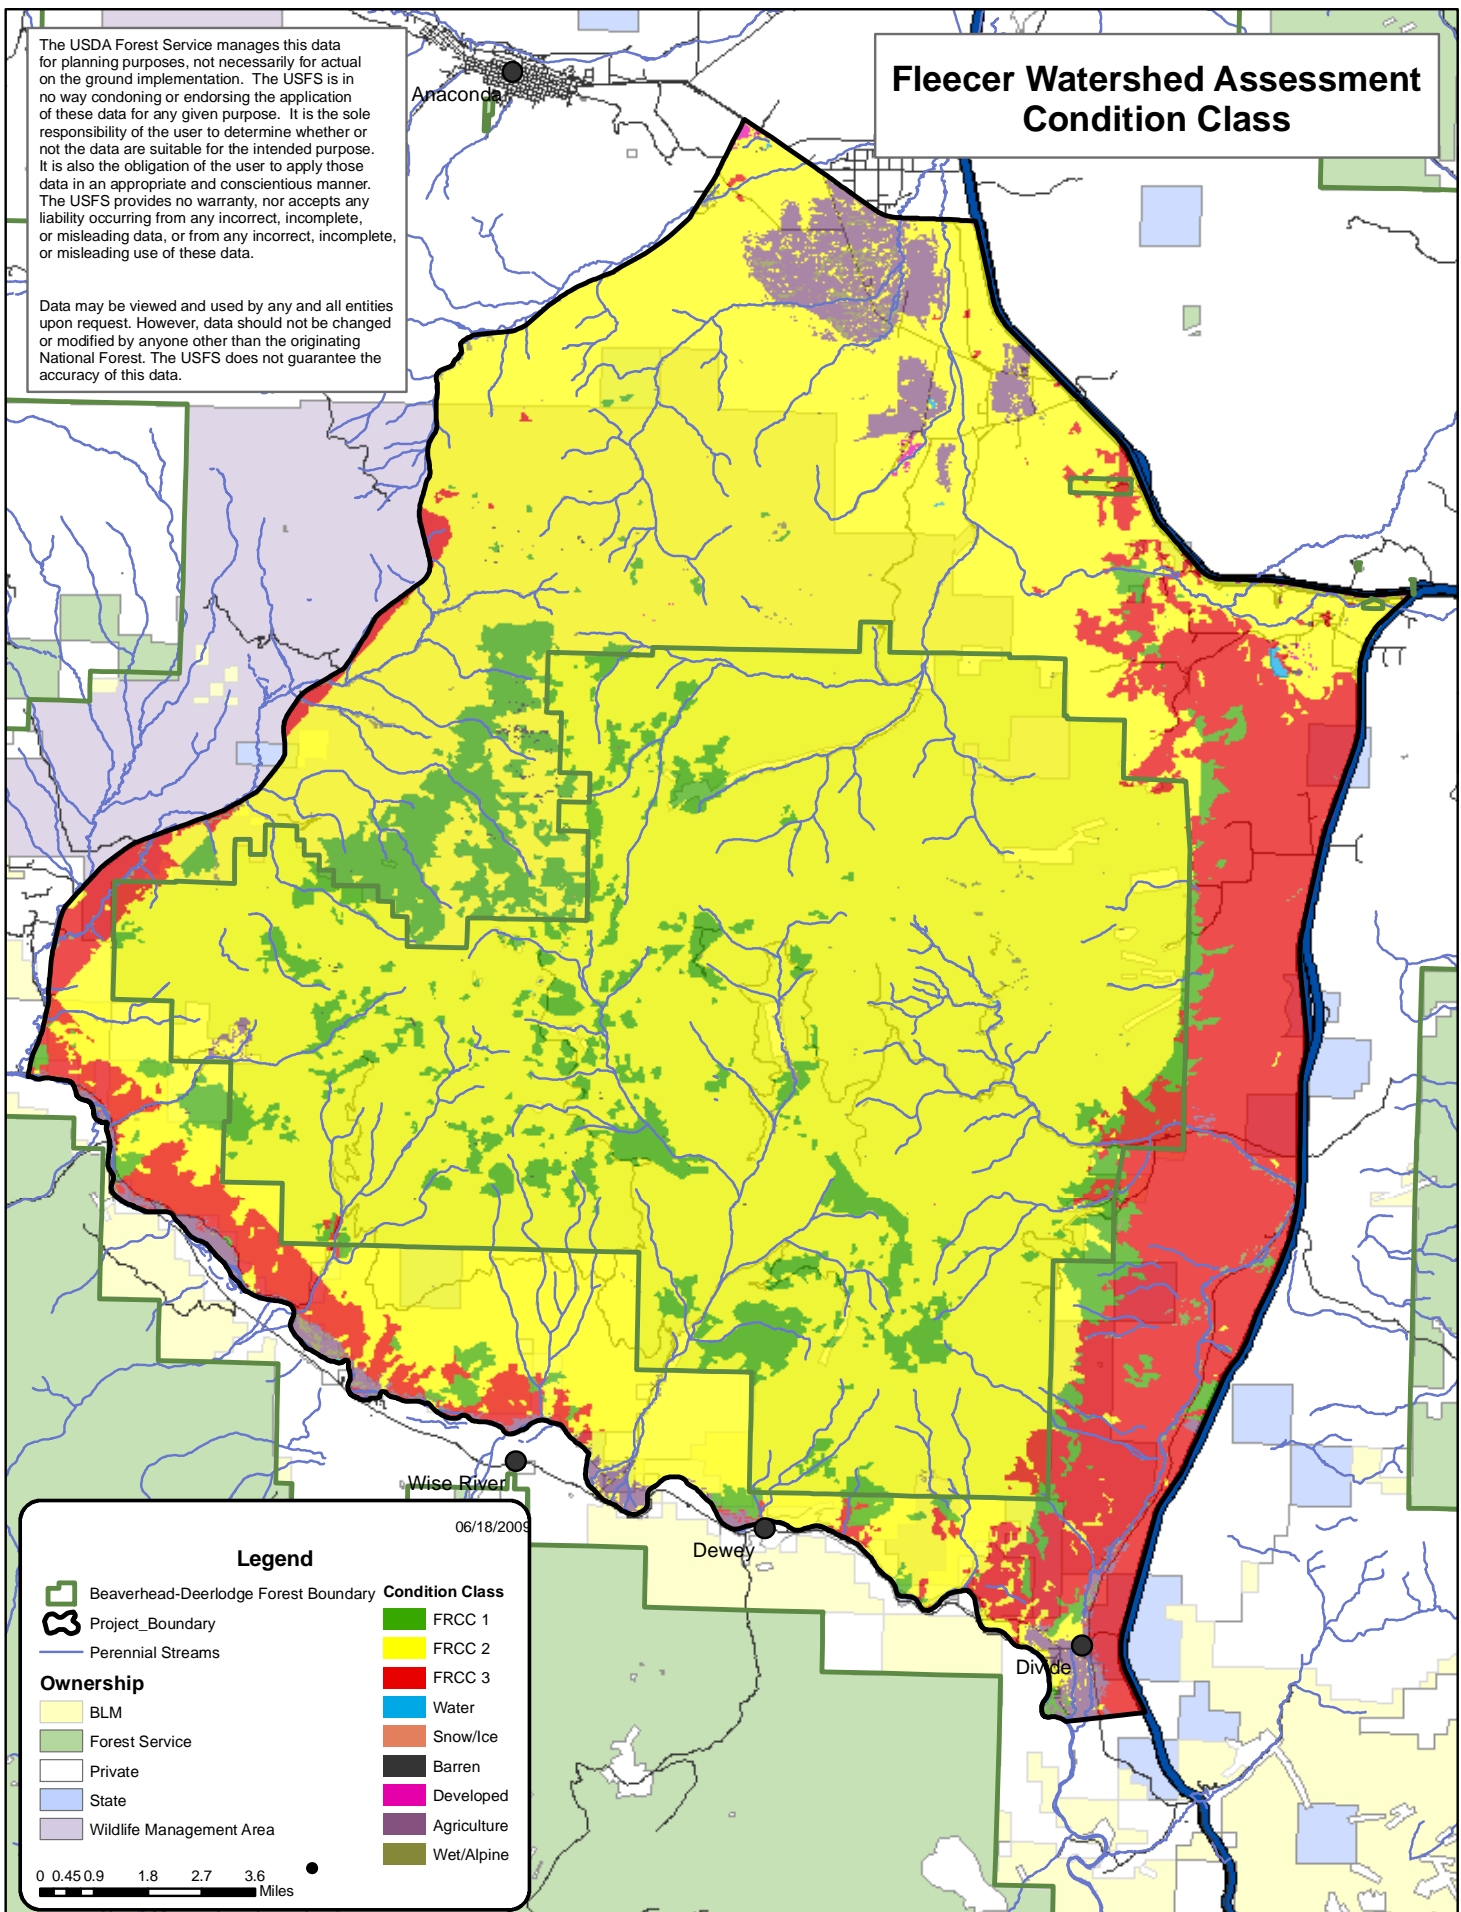 The USDA Forest Service manages this data
for planning purposes, not necessarily for actual
on the ground implementation. The USFS is in
no way condoning or endorsing the application
of these data for any given purpose. It is the sole
responsibility of the user to determine whether or
not the data are suitable for the intended purpose.
It is also the obligation of the user to apply those
data in an appropriate and conscientious manner.
The USFS provides no warranty, nor accepts any
liability occurring from any incorrect, incomplete,
or misleading data, or from any incorrect, incomplete,
or misleading use of these data.
Data may be viewed and used by any and all entities
upon request. However, data should not be changed
or modified by anyone other than the originating
National Forest. The USFS does not guarantee the
accuracy of this data.
Fleecer Watershed Assessment
Condition Class
Anaconda
Wise River
Dewey
Divide
06/18/2009
Legend
Beaverhead-Deerlodge Forest Boundary
Project_Boundary
Perennial Streams
Ownership
BLM
Forest Service
Private
State
Wildlife Management Area
Condition Class
FRCC 1
FRCC 2
FRCC 3
Water
Snow/Ice
Barren
Developed
Agriculture
Wet/Alpine
0 0.45 0.9 1.8 2.7 3.6
Miles